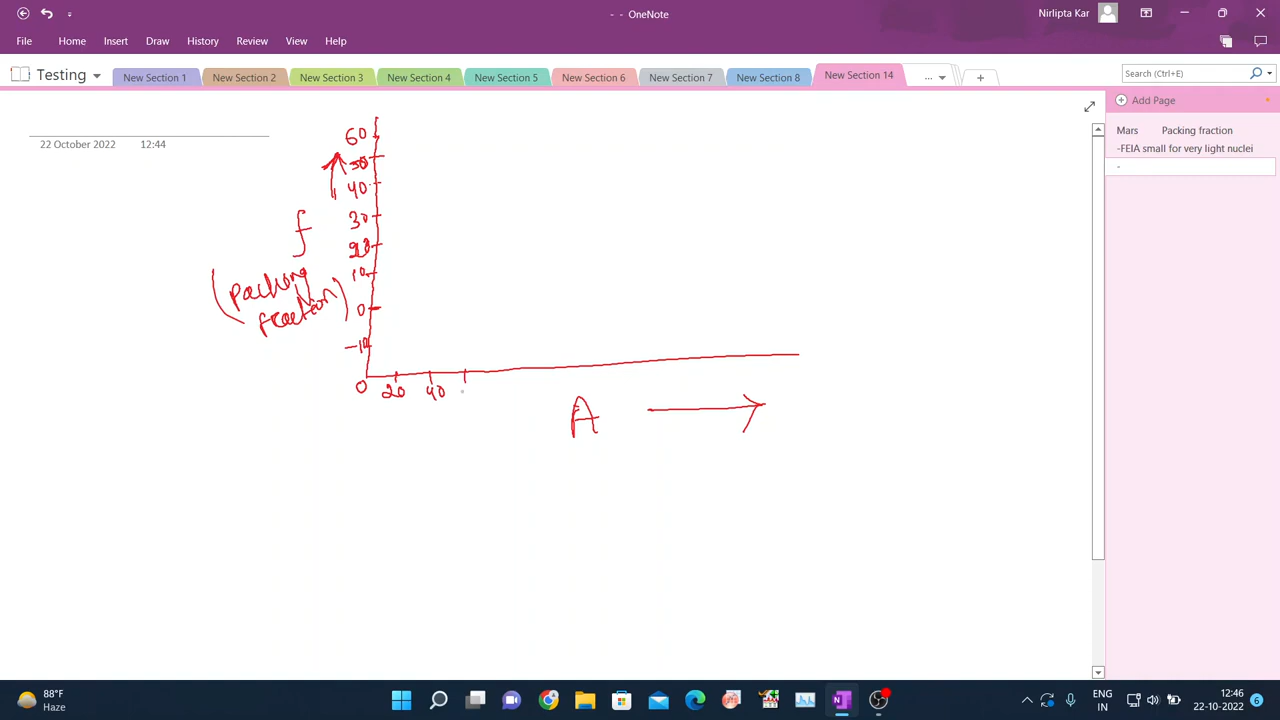 - - OneNote
Nirlipta Kar
File Home Insert Draw History Review View Help
Testing
New Section 1 New Section 2 New Section 3 New Section 4 New Section 5 New Section 6 New Section 7 New Section 8 New Section 14 ...
Search (Ctrl+E)
Add Page
Mars Packing fraction
-FEIA small for very light nuclei
-
22 October 2022 12:44
60
50
40
30
20
10
0
-10
f
(packing
fraction)
0 20 40
A
88°F
Haze
ENG
IN
12:46
22-10-2022
6